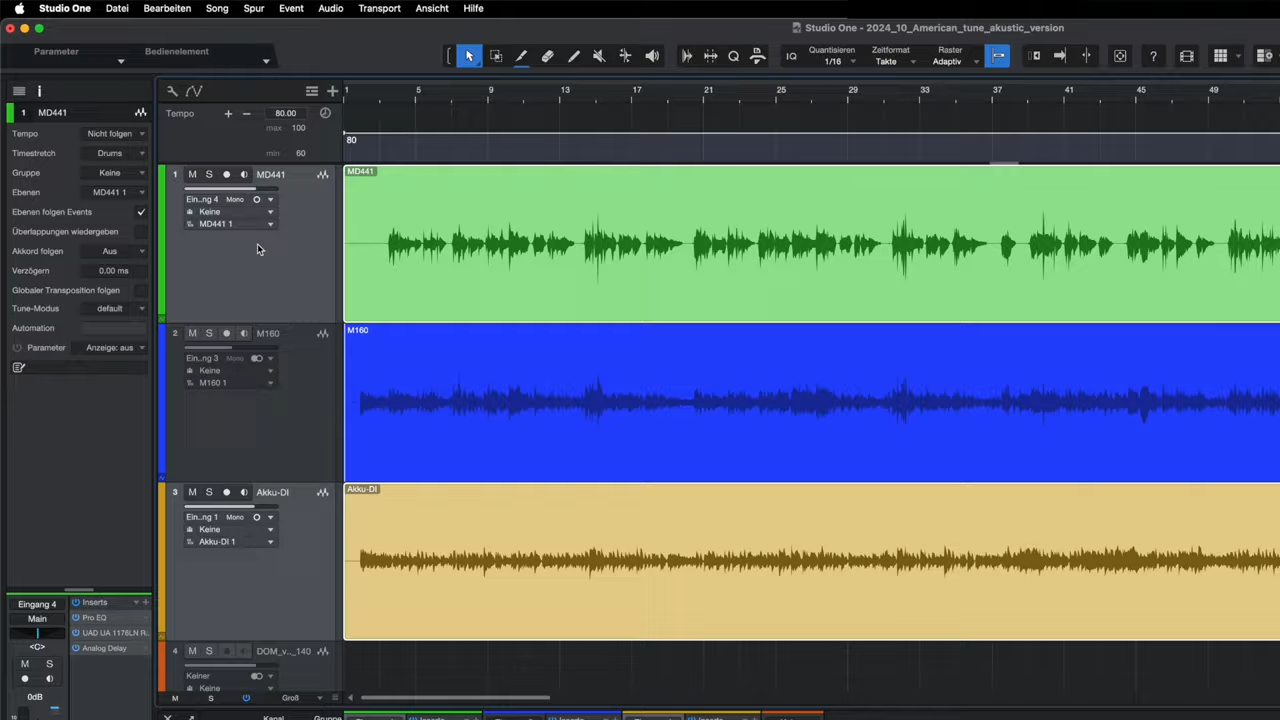 Studio One Datei Bearbeiten Song Spur Event Audio Transport Ansicht Hilfe
Studio One - 2024_10_American_tune_akustic_version
Parameter Bedienelement
IQ Quantisieren 1/16 Zeitformat Takte Raster Adaptiv ?
i
1 MD441
Tempo Nicht folgen
Timestretch Drums
Gruppe Keine
Ebenen MD441 1
Ebenen folgen Events
Überlappungen wiedergeben
Akkord folgen Aus
Verzögern 0.00 ms
Globaler Transposition folgen
Tune-Modus default
Automation
Parameter Anzeige: aus
1 5 9 13 17 21 25 29 33 37 41 45 49
Tempo + − 80.00
max 100
min 60
80
1 M S MD441
Ein..ng 4 Mono
Keine
MD441 1
MD441
2 M S M160
Ein..ng 3 Mono
Keine
M160 1
M160
3 M S Akku-DI
Ein..ng 1 Mono
Keine
Akku-DI 1
Akku-DI
4 M S DOM_v.._140
Keiner
Keine
M S Groß
Eingang 4
Main
<C>
M S
0dB
Inserts
Pro EQ
UAD UA 1176LN R..
Analog Delay
Kanal Gruppe